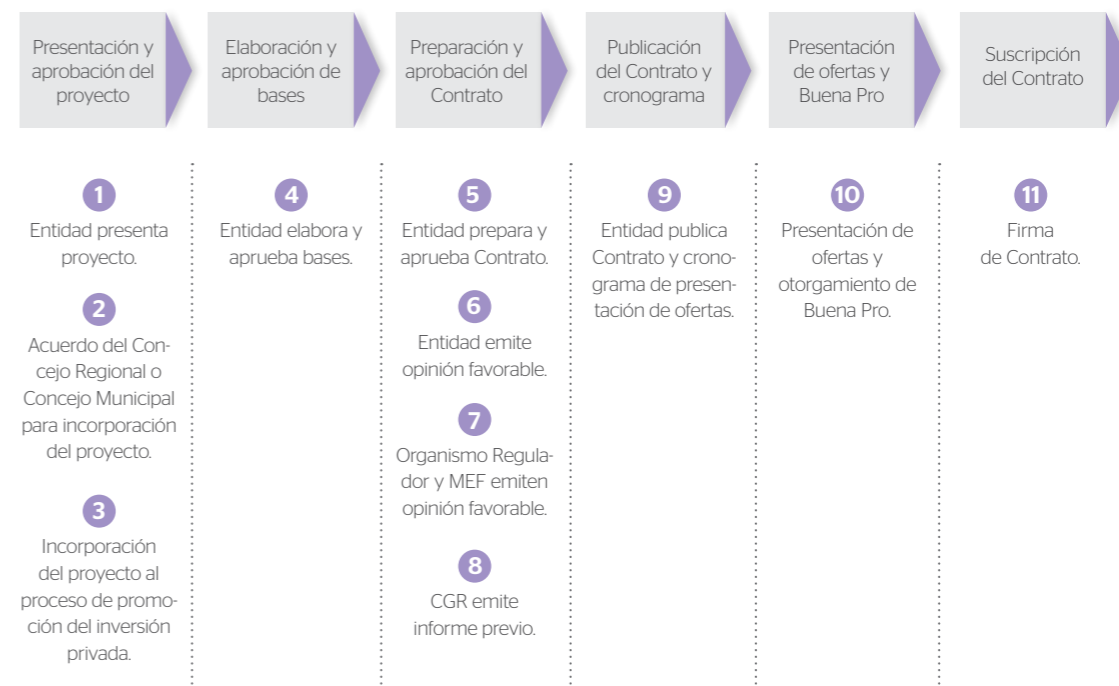 Presentación y
aprobación del
proyecto
Elaboración y
aprobación de
bases
Preparación y
aprobación del
Contrato
Publicación
del Contrato y
cronograma
Presentación
de ofertas y
Buena Pro
Suscripción
del Contrato
1
Entidad presenta
proyecto.
2
Acuerdo del Con-
cejo Regional o
Concejo Municipal
para incorporación
del proyecto.
3
Incorporación
del proyecto al
proceso de promo-
ción del inversión
privada.
4
Entidad elabora y
aprueba bases.
5
Entidad prepara y
aprueba Contrato.
6
Entidad emite
opinión favorable.
7
Organismo Regula-
dor y MEF emiten
opinión favorable.
8
CGR emite
informe previo.
9
Entidad publica
Contrato y crono-
grama de presen-
tación de ofertas.
10
Presentación de
ofertas y
otorgamiento de
Buena Pro.
11
Firma
de Contrato.